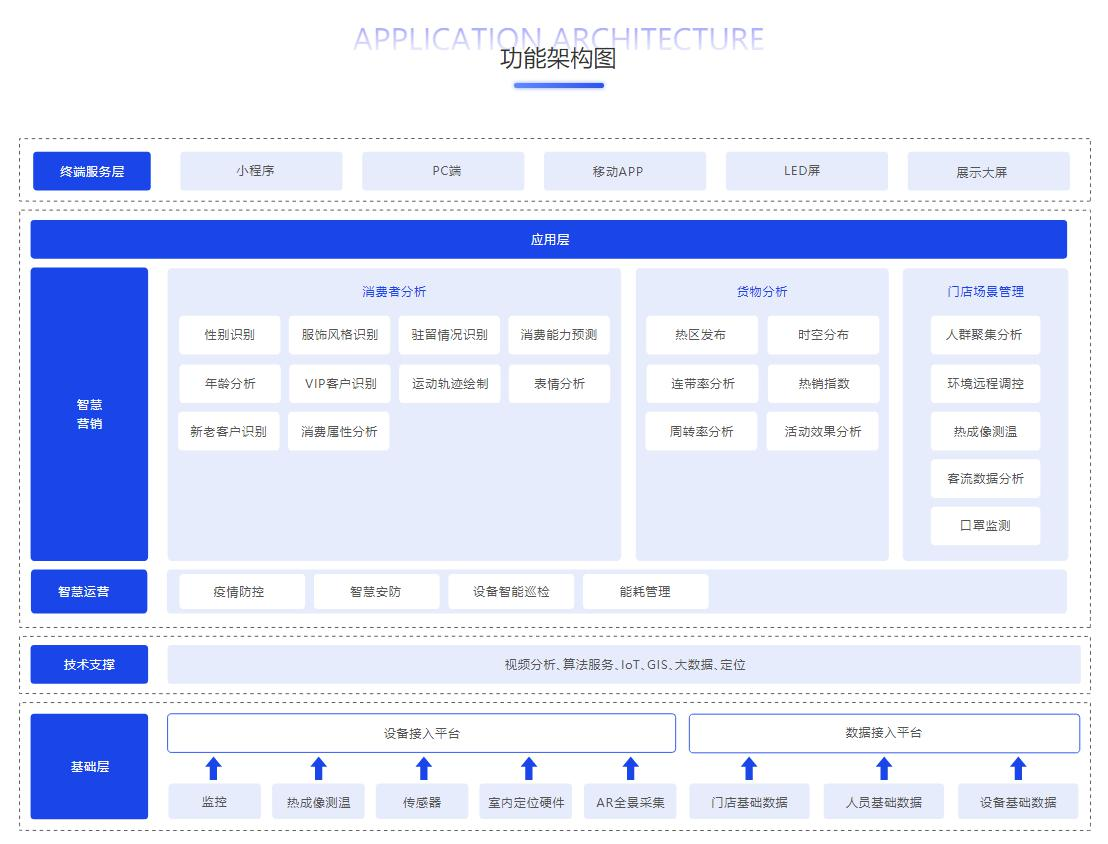 APPLICATION ARCHITECTURE
功能架构图
终端服务层
小程序
PC端
移动APP
LED屏
展示大屏
应用层
智慧
营销
消费者分析
性别识别
服饰风格识别
驻留情况识别
消费能力预测
年龄分析
VIP客户识别
运动轨迹绘制
表情分析
新老客户识别
消费属性分析
货物分析
热区发布
时空分布
连带率分析
热销指数
周转率分析
活动效果分析
门店场景管理
人群聚集分析
环境远程调控
热成像测温
客流数据分析
口罩监测
智慧运营
疫情防控
智慧安防
设备智能巡检
能耗管理
技术支撑
视频分析、算法服务、IoT、GIS、大数据、定位
基础层
设备接入平台
数据接入平台
监控
热成像测温
传感器
室内定位硬件
AR全景采集
门店基础数据
人员基础数据
设备基础数据